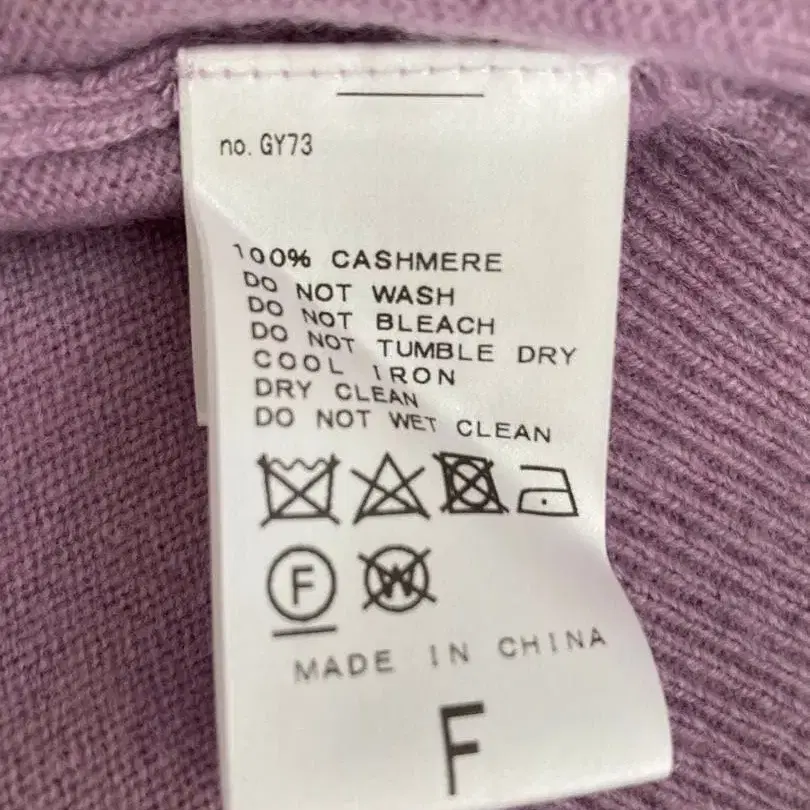 no. GY73
100% CASHMERE
DO NOT WASH
DO NOT BLEACH
DO NOT TUMBLE DRY
COOL IRON
DRY CLEAN
DO NOT WET CLEAN
F W
MADE IN CHINA
F